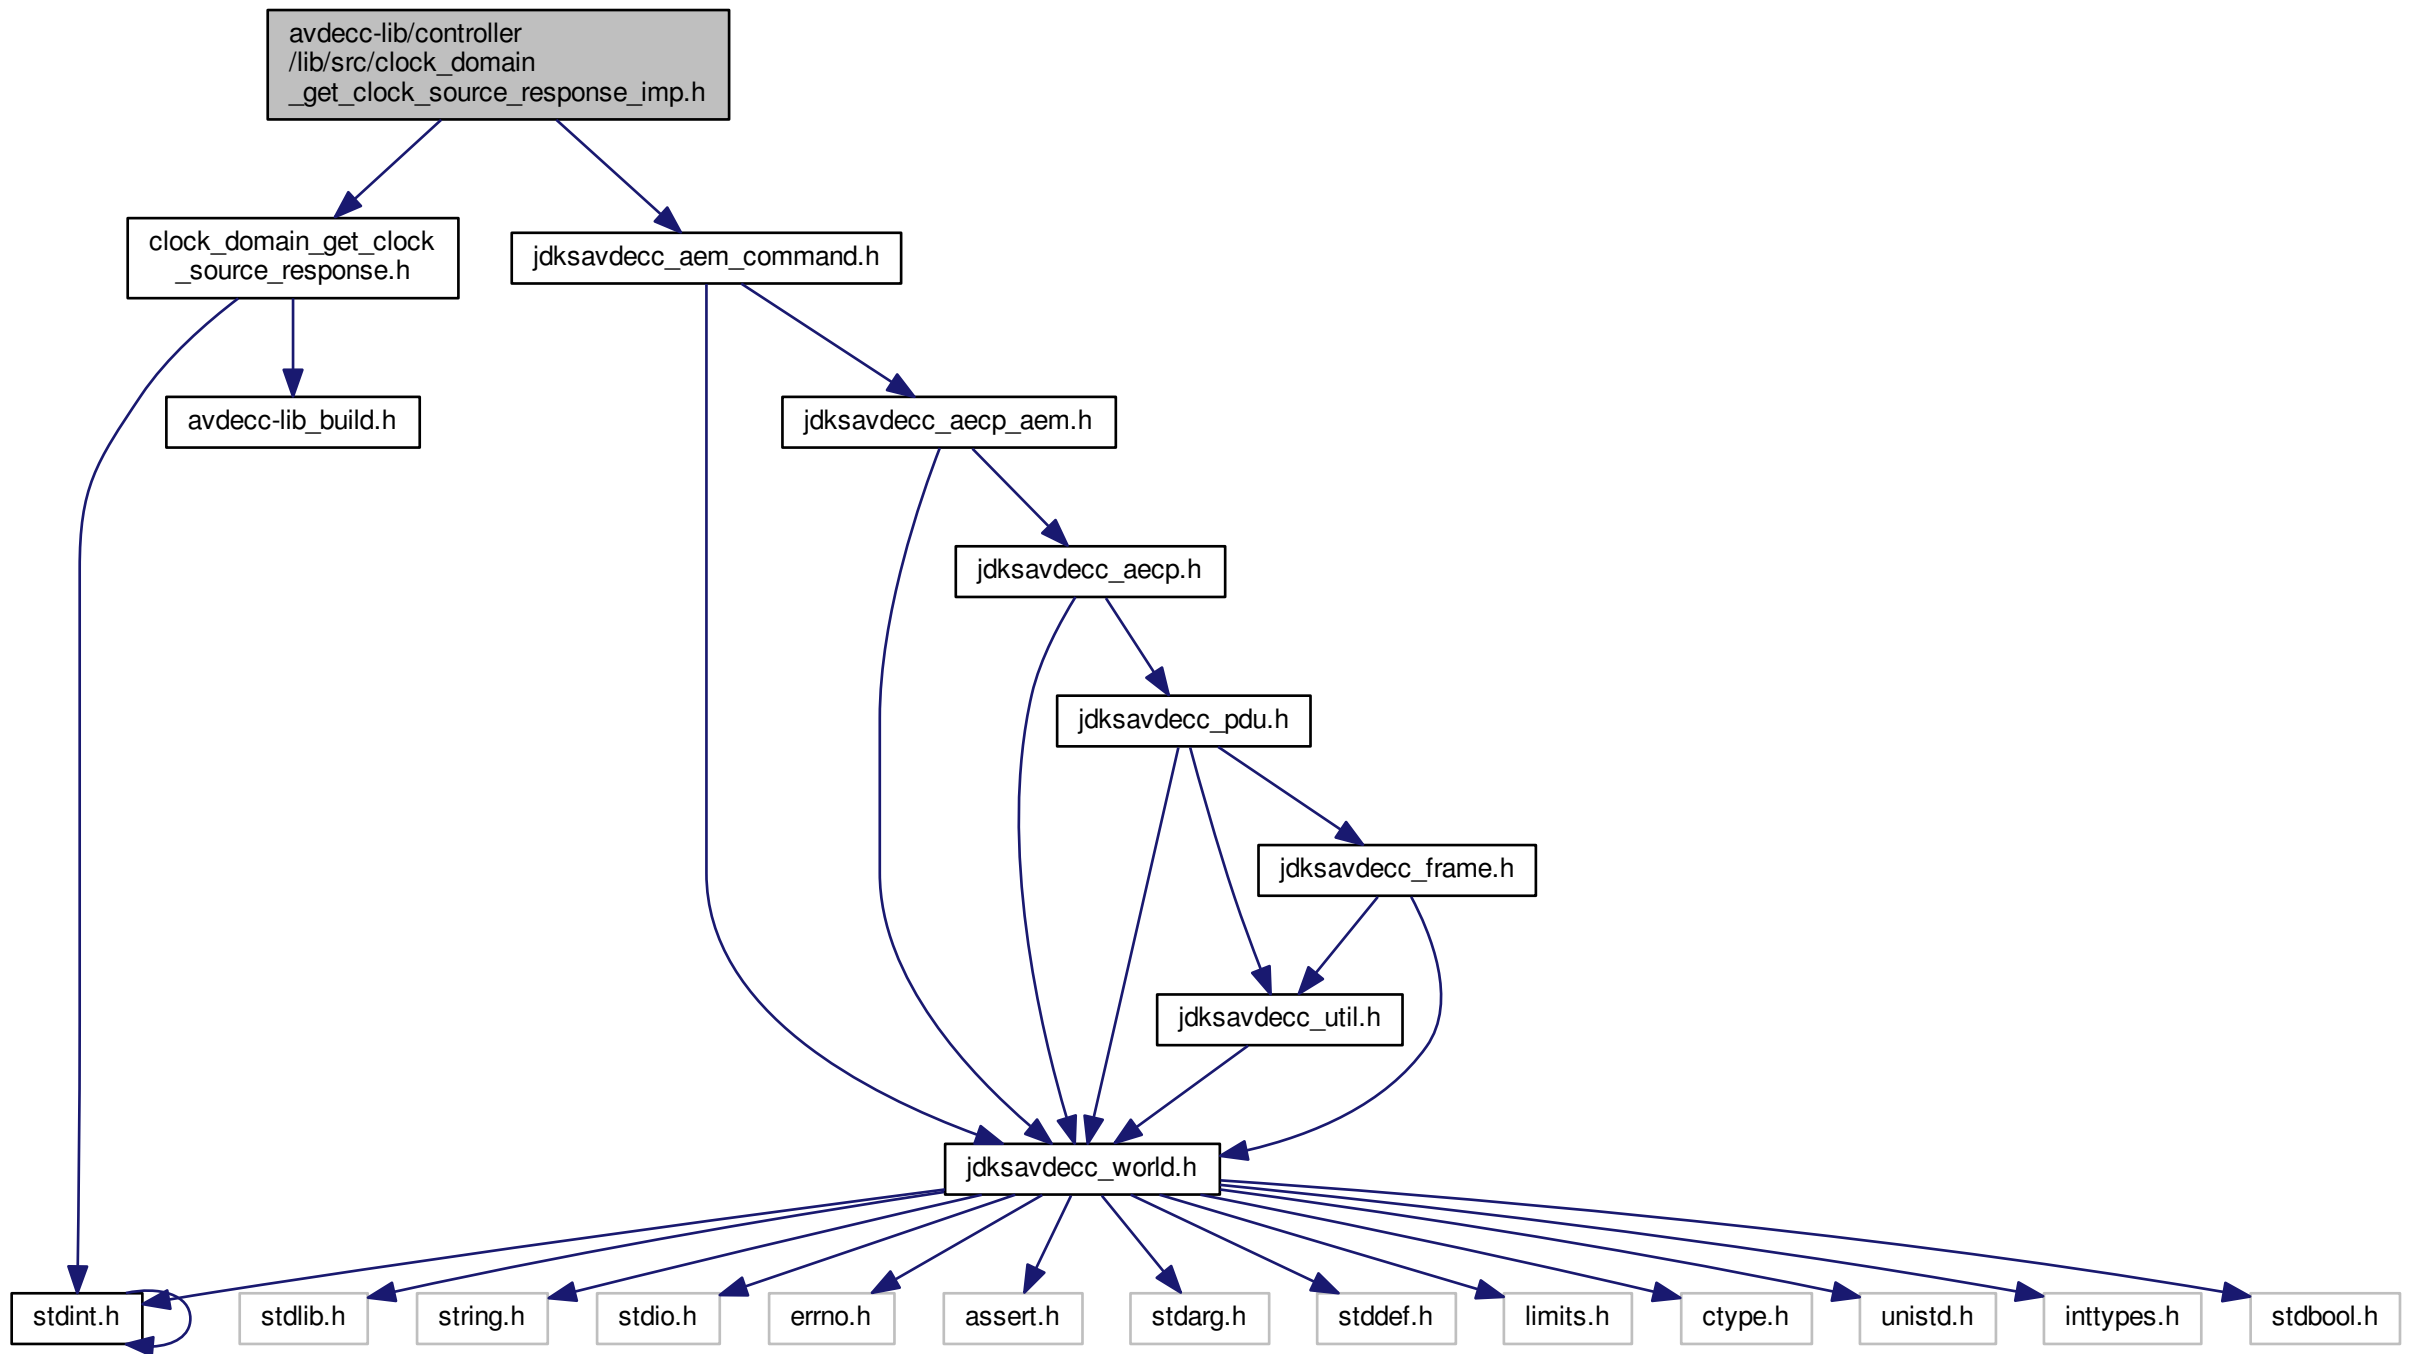 avdecc-lib/controller
/lib/src/clock_domain
_get_clock_source_response_imp.h
clock_domain_get_clock
_source_response.h
jdksavdecc_aem_command.h
avdecc-lib_build.h
jdksavdecc_aecp_aem.h
jdksavdecc_aecp.h
jdksavdecc_pdu.h
jdksavdecc_frame.h
jdksavdecc_util.h
jdksavdecc_world.h
stdint.h
stdlib.h
string.h
stdio.h
errno.h
assert.h
stdarg.h
stddef.h
limits.h
ctype.h
unistd.h
inttypes.h
stdbool.h